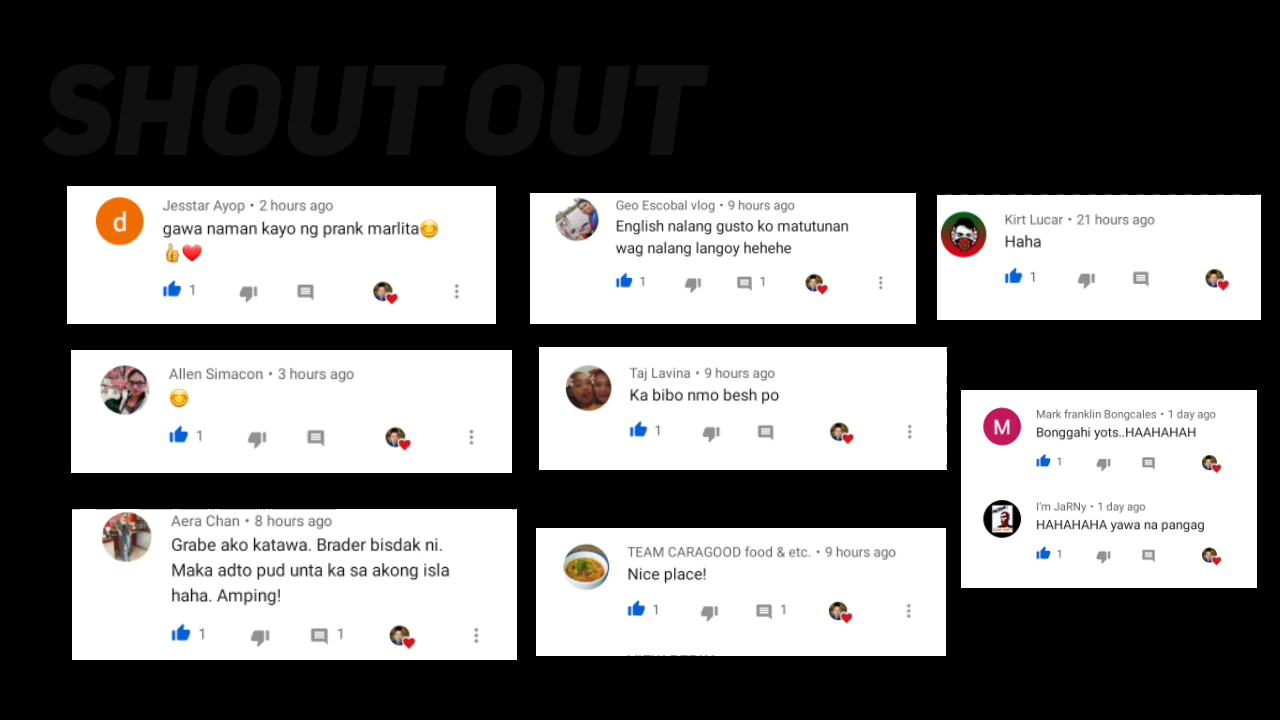 SHOUT OUT
Jesstar Ayop • 2 hours ago
gawa naman kayo ng prank marlita😊
👍❤️
1
Geo Escobal vlog • 9 hours ago
English nalang gusto ko matutunan
wag nalang langoy hehehe
1 1
Kirt Lucar • 21 hours ago
Haha
1
Allen Simacon • 3 hours ago
😊
1
Taj Lavina • 9 hours ago
Ka bibo nmo besh po
1
Mark franklin Bongcales • 1 day ago
Bonggahi yots..HAAHAHAH
1
I'm JaRNy • 1 day ago
HAHAHAHA yawa na pangag
1
Aera Chan • 8 hours ago
Grabe ako katawa. Brader bisdak ni.
Maka adto pud unta ka sa akong isla
haha. Amping!
1 1
TEAM CARAGOOD food & etc. • 9 hours ago
Nice place!
1 1